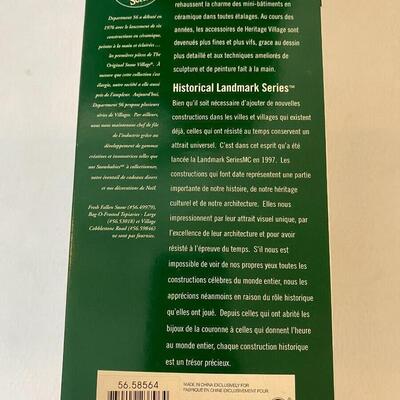 Department 56 a débuté en
1976 avec le lancement de six
constructions en céramique,
peintes à la main et éclairées ...
les premières pièces de The
Original Snow Village®. À
mesure que cette collection s'est
élargie, notre société elle aussi
pris de l'ampleur. Aujourd'hui,
Department 56 propose plusieurs
séries de Villages. Par ailleurs,
nous nous maintenons chef de file
de l'industrie grâce au
développement de gammes
créatives et innovatrices telles que
nos Snowbabies® à collectionner,
notre éventail de cadeaux divers
et nos décorations de Noël.
Fresh Fallen Snow (#56.49979),
Bag-O-Frosted Topiaries - Large
(#56.53018) et Village
Cobblestone Road (#56.59846)
ne sont pas fournies.
rehaussent la charme des mini-bâtiments en
céramique dans toutes étalages. Au cours des
années, les accessoires de Heritage Village sont
devenués plus fines et plus vifs, grace au dessin
plus detaillé et aux techniques améliorés de
sculpture et de peinture fait à la main.
Historical Landmark Series™
Bien qu'il soit nécessaire d'ajouter de nouvelles
constructions dans les villes et villages qui existent
déjà, celles qui ont résisté au temps conservent un
attrait universel. C'est dans cet esprit qu'a été
lancée la Landmark SeriesMC en 1997. Les
constructions qui font date représentent une partie
importante de notre histoire, de notre héritage
culturel et de notre architecture. Elles nous
impressionnent par leur attrait visuel unique, par
l'excellence de leur architecture et pour avoir
résisté à l'épreuve du temps. S'il nous est
impossible de voir de nos propres yeux toutes les
constructions célèbres du monde entier, nous les
apprécions néanmoins en raison du rôle historique
qu'elles ont joué. Depuis celles qui ont abrité les
bijoux de la couronne à celles qui donnent l'heure
au monde entier, chaque construction historique
est un trésor précieux.
56.58564
MADE IN CHINA EXCLUSIVELY FOR
FABRIQUÉ EN CHINE EXCLUSIVEMENT POUR: